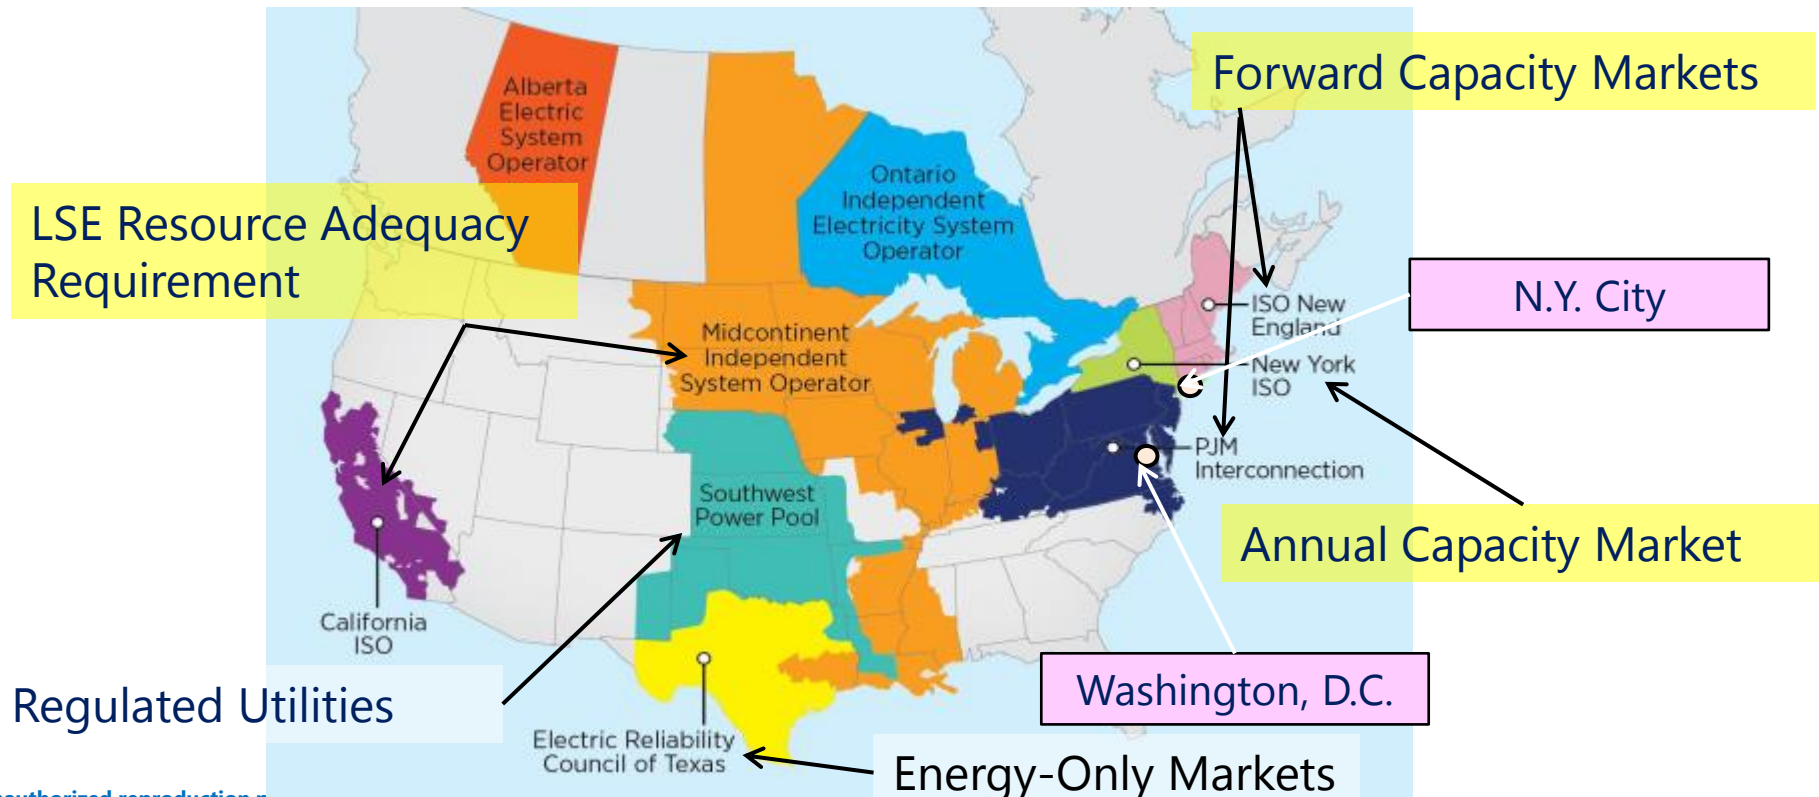 Forward Capacity Markets
Alberta
Electric
System
Operator
Ontario
Independent
Electricity System
Operator
LSE Resource Adequacy
Requirement
N.Y. City
ISO New
England
Midcontinent
Independent
System Operator
New York
ISO
PJM
Interconnection
Southwest
Power Pool
Annual Capacity Market
California
ISO
Washington, D.C.
Regulated Utilities
Electric Reliability
Council of Texas
Energy-Only Markets
reproduction